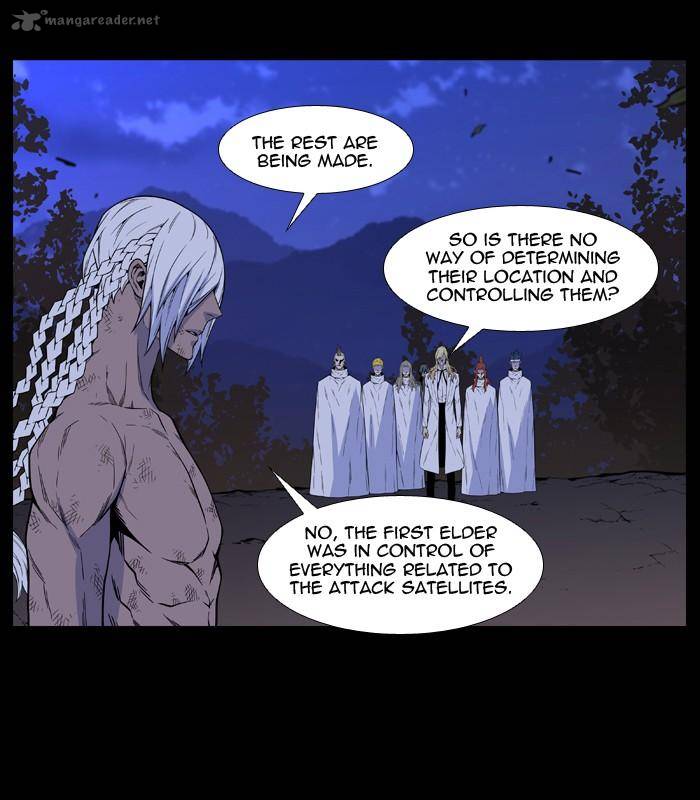 mangareader.net
THE REST ARE
BEING MADE.
SO IS THERE NO
WAY OF DETERMINING
THEIR LOCATION AND
CONTROLLING THEM?
NO, THE FIRST ELDER
WAS IN CONTROL OF
EVERYTHING RELATED TO
THE ATTACK SATELLITES.